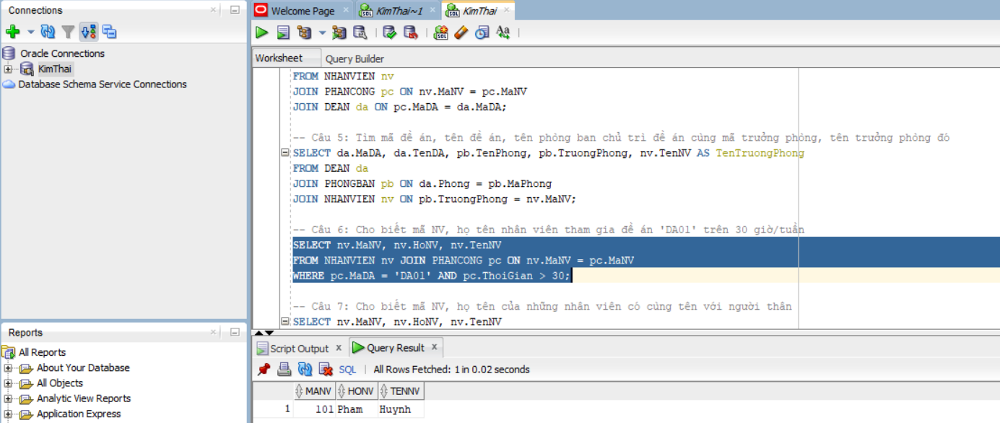 Connections
Welcome Page
KimThai~1
KimThai
Oracle Connections
KimThai
Database Schema Service Connections
Worksheet
Query Builder
FROM NHANVIEN nv
JOIN PHANCONG pc ON nv.MaNV = pc.MaNV
JOIN DEAN da ON pc.MaDA = da.MaDA;
-- Câu 5: Tìm mã đề án, tên đề án, tên phòng ban chủ trì đề án cùng mã trưởng phòng, tên trưởng phòng đó
SELECT da.MaDA, da.TenDA, pb.TenPhong, pb.TruongPhong, nv.TenNV AS TenTruongPhong
FROM DEAN da
JOIN PHONGBAN pb ON da.Phong = pb.MaPhong
JOIN NHANVIEN nv ON pb.TruongPhong = nv.MaNV;
-- Câu 6: Cho biết mã NV, họ tên nhân viên tham gia đề án 'DA01' trên 30 giờ/tuần
SELECT nv.MaNV, nv.HoNV, nv.TenNV
FROM NHANVIEN nv JOIN PHANCONG pc ON nv.MaNV = pc.MaNV
WHERE pc.MaDA = 'DA01' AND pc.ThoiGian > 30;
-- Câu 7: Cho biết mã NV, họ tên của những nhân viên có cùng tên với người thân
SELECT nv.MaNV, nv.HoNV, nv.TenNV
Reports
All Reports
About Your Database
All Objects
Analytic View Reports
Application Express
Script Output x
Query Result x
SQL | All Rows Fetched: 1 in 0.02 seconds
MANV HONV TENNV
1 101 Pham Huynh